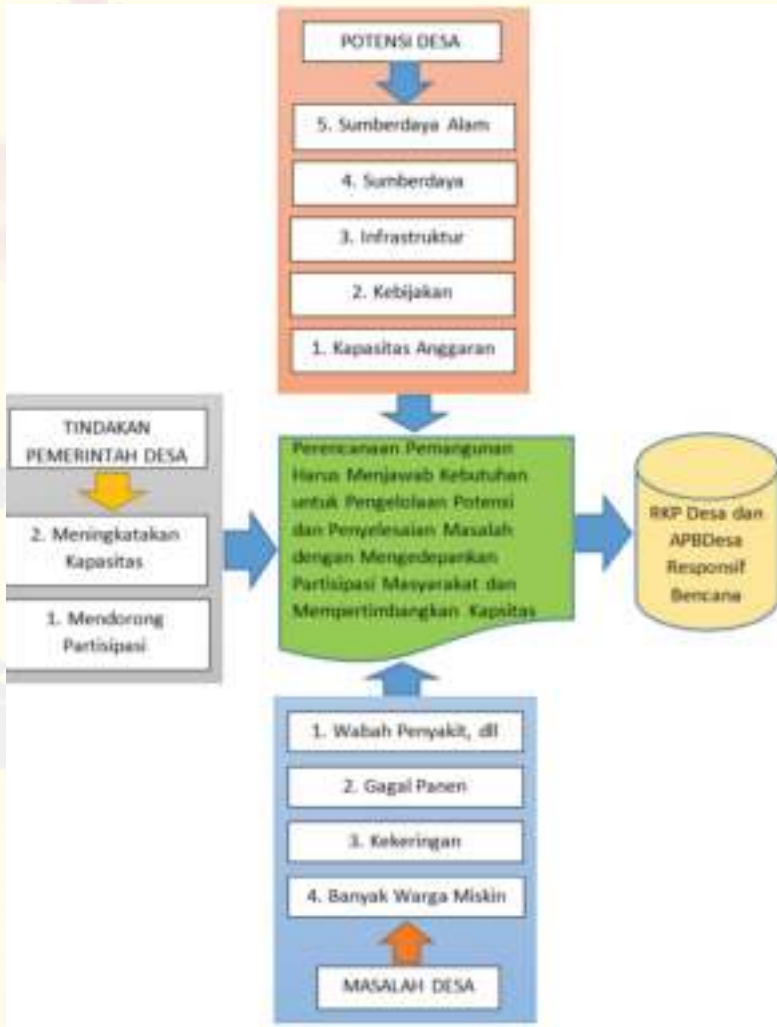 POTENSI DESA
5. Sumberdaya Alam
4. Sumberdaya
3. Infrastruktur
2. Kebijakan
1. Kapasitas Anggaran
TINDAKAN
PEMERINTAH DESA
2. Meningkatakan
Kapasitas
1. Mendorong
Partisipasi
Perencanaan Pemangunan
Harus Menjawab Kebutuhan
untuk Pengelolaan Potensi
dan Penyelesaian Masalah
dengan Mengedepankan
Partisipasi Masyarakat dan
Mempertimbangkan Kapsitas
RKP Desa dan
APBDesa
Responsif
Bencana
1. Wabah Penyakit, dll
2. Gagal Panen
3. Kekeringan
4. Banyak Warga Miskin
MASALAH DESA